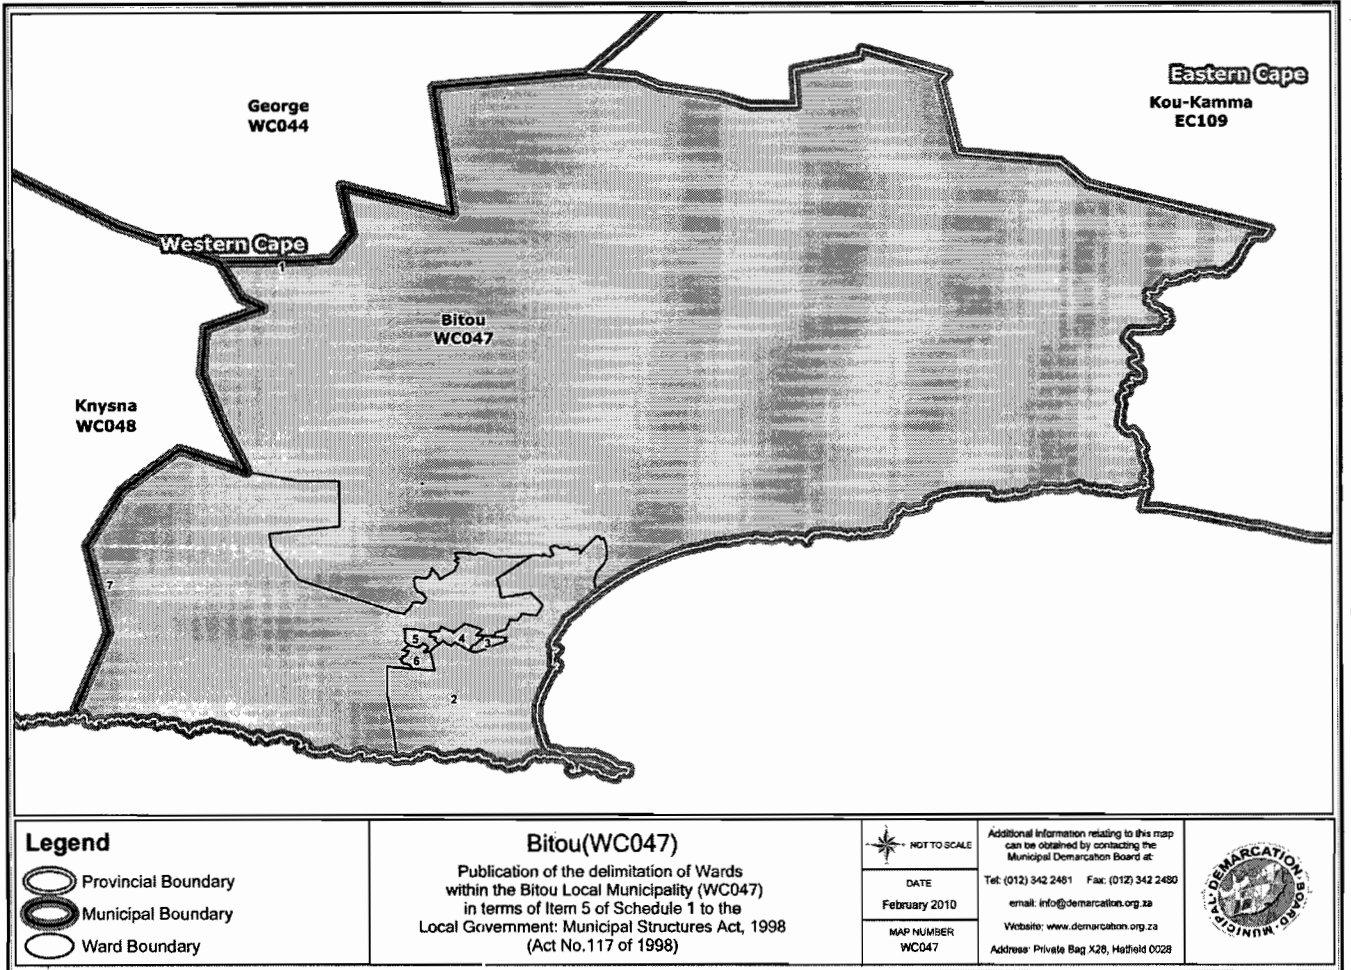 George
WC044
Eastern Cape
Kou-Kamma
EC109
Western Cape
1
Bitou
WC047
Knysna
WC048
7
5
4
3
6
2
Legend
Provincial Boundary
Municipal Boundary
Ward Boundary
Bitou(WC047)
Publication of the delimitation of Wards
within the Bitou Local Municipality (WC047)
in terms of Item 5 of Schedule 1 to the
Local Government: Municipal Structures Act, 1998
(Act No.117 of 1998)
NOT TO SCALE
DATE
February 2010
MAP NUMBER
WC047
Additional information relating to this map
can be obtained by contacting the
Municipal Demarcation Board at:
Tel: (012) 342 2481 Fax: (012) 342 2480
email: info@demarcation.org.za
Website: www.demarcation.org.za
Address: Private Bag X28, Hatfield 0028
MUNICIPAL DEMARCATION BOARD